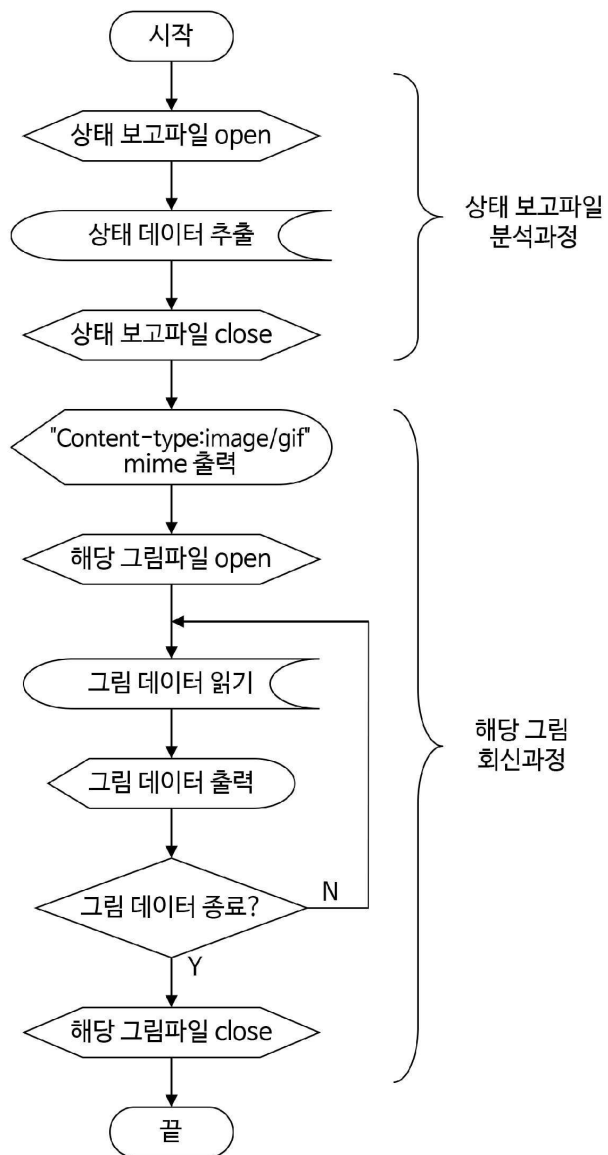 시작
상태 보고파일 open
상태 데이터 추출
상태 보고파일 close
상태 보고파일
분석과정
"Content-type:image/gif"
mime 출력
해당 그림파일 open
그림 데이터 읽기
그림 데이터 출력
그림 데이터 종료?
N
Y
해당 그림파일 close
해당 그림
회신과정
끝